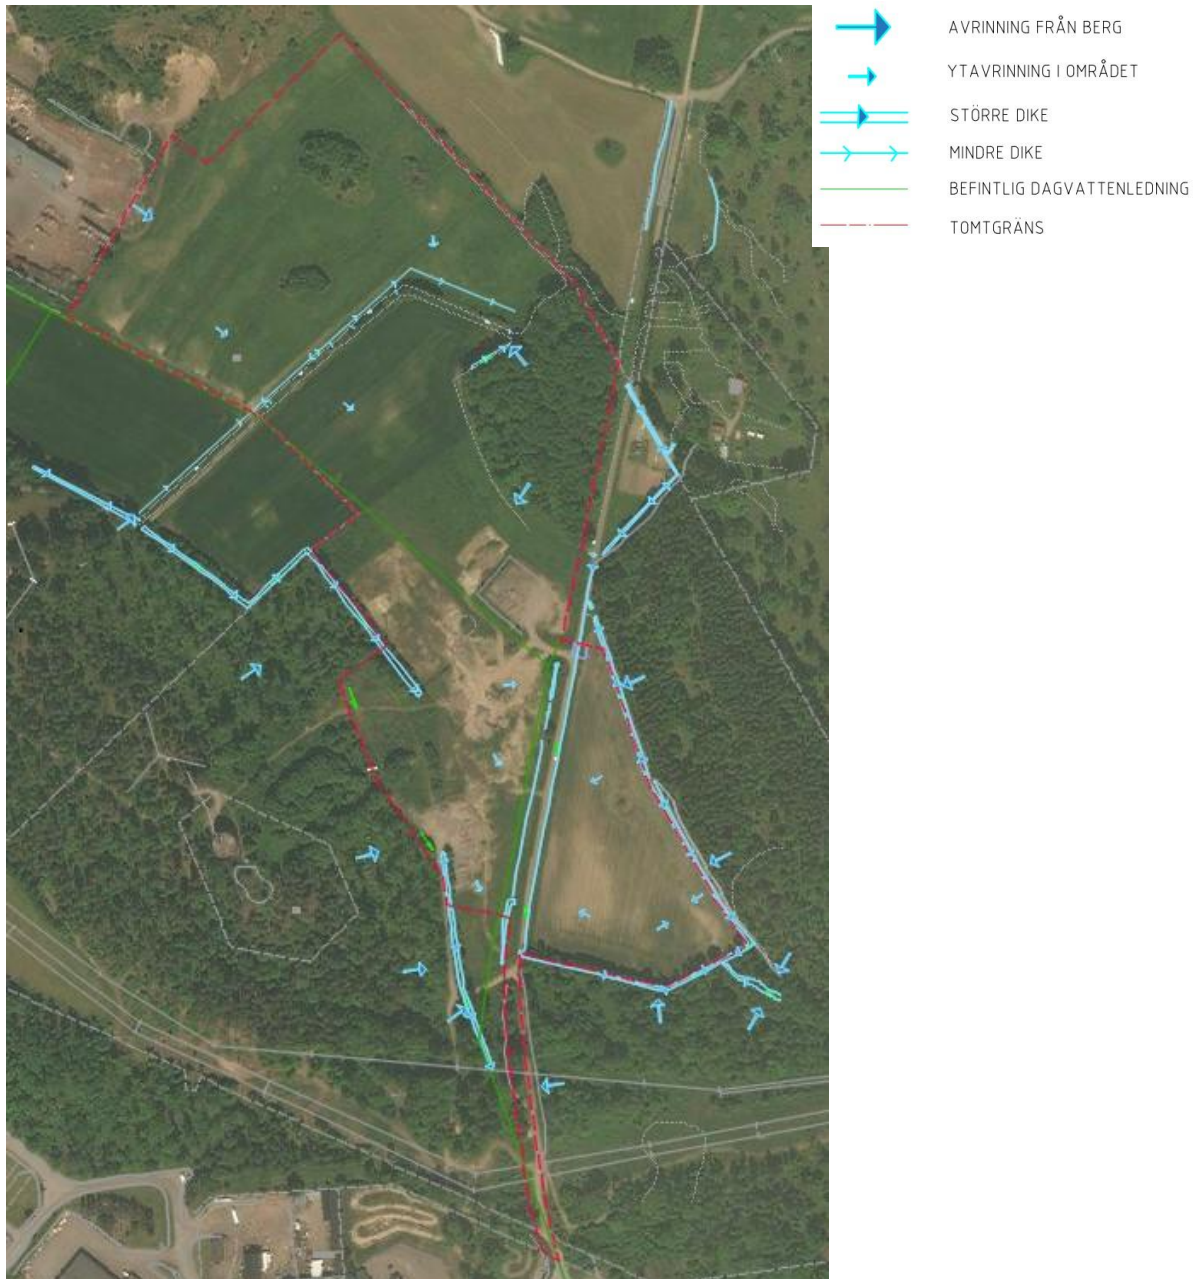 AVRINNING FRÅN BERG
YTAVRINNING I OMRÅDET
STÖRRE DIKE
MINDRE DIKE
BEFINTLIG DAGVATTENLEDNING
TOMTGRÄNS